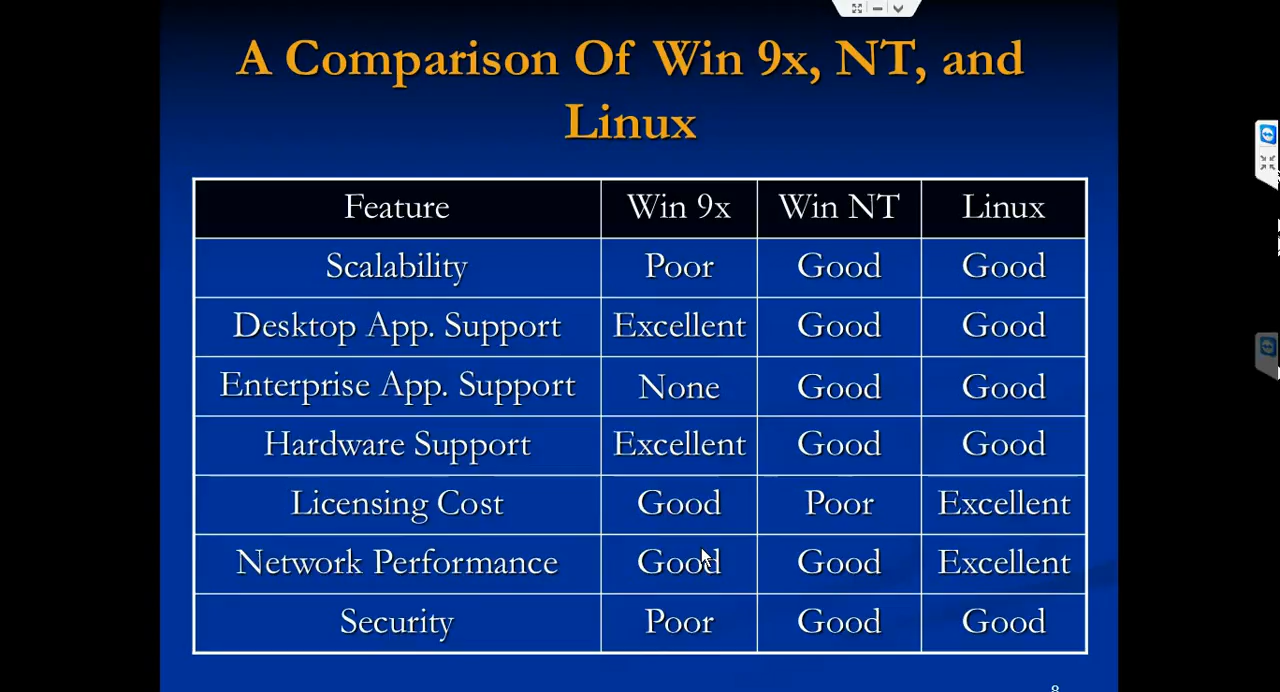 A Comparison Of Win 9x, NT, and
Linux
Feature Win 9x Win NT Linux
Scalability Poor Good Good
Desktop App. Support Excellent Good Good
Enterprise App. Support None Good Good
Hardware Support Excellent Good Good
Licensing Cost Good Poor Excellent
Network Performance Good Good Excellent
Security Poor Good Good
8